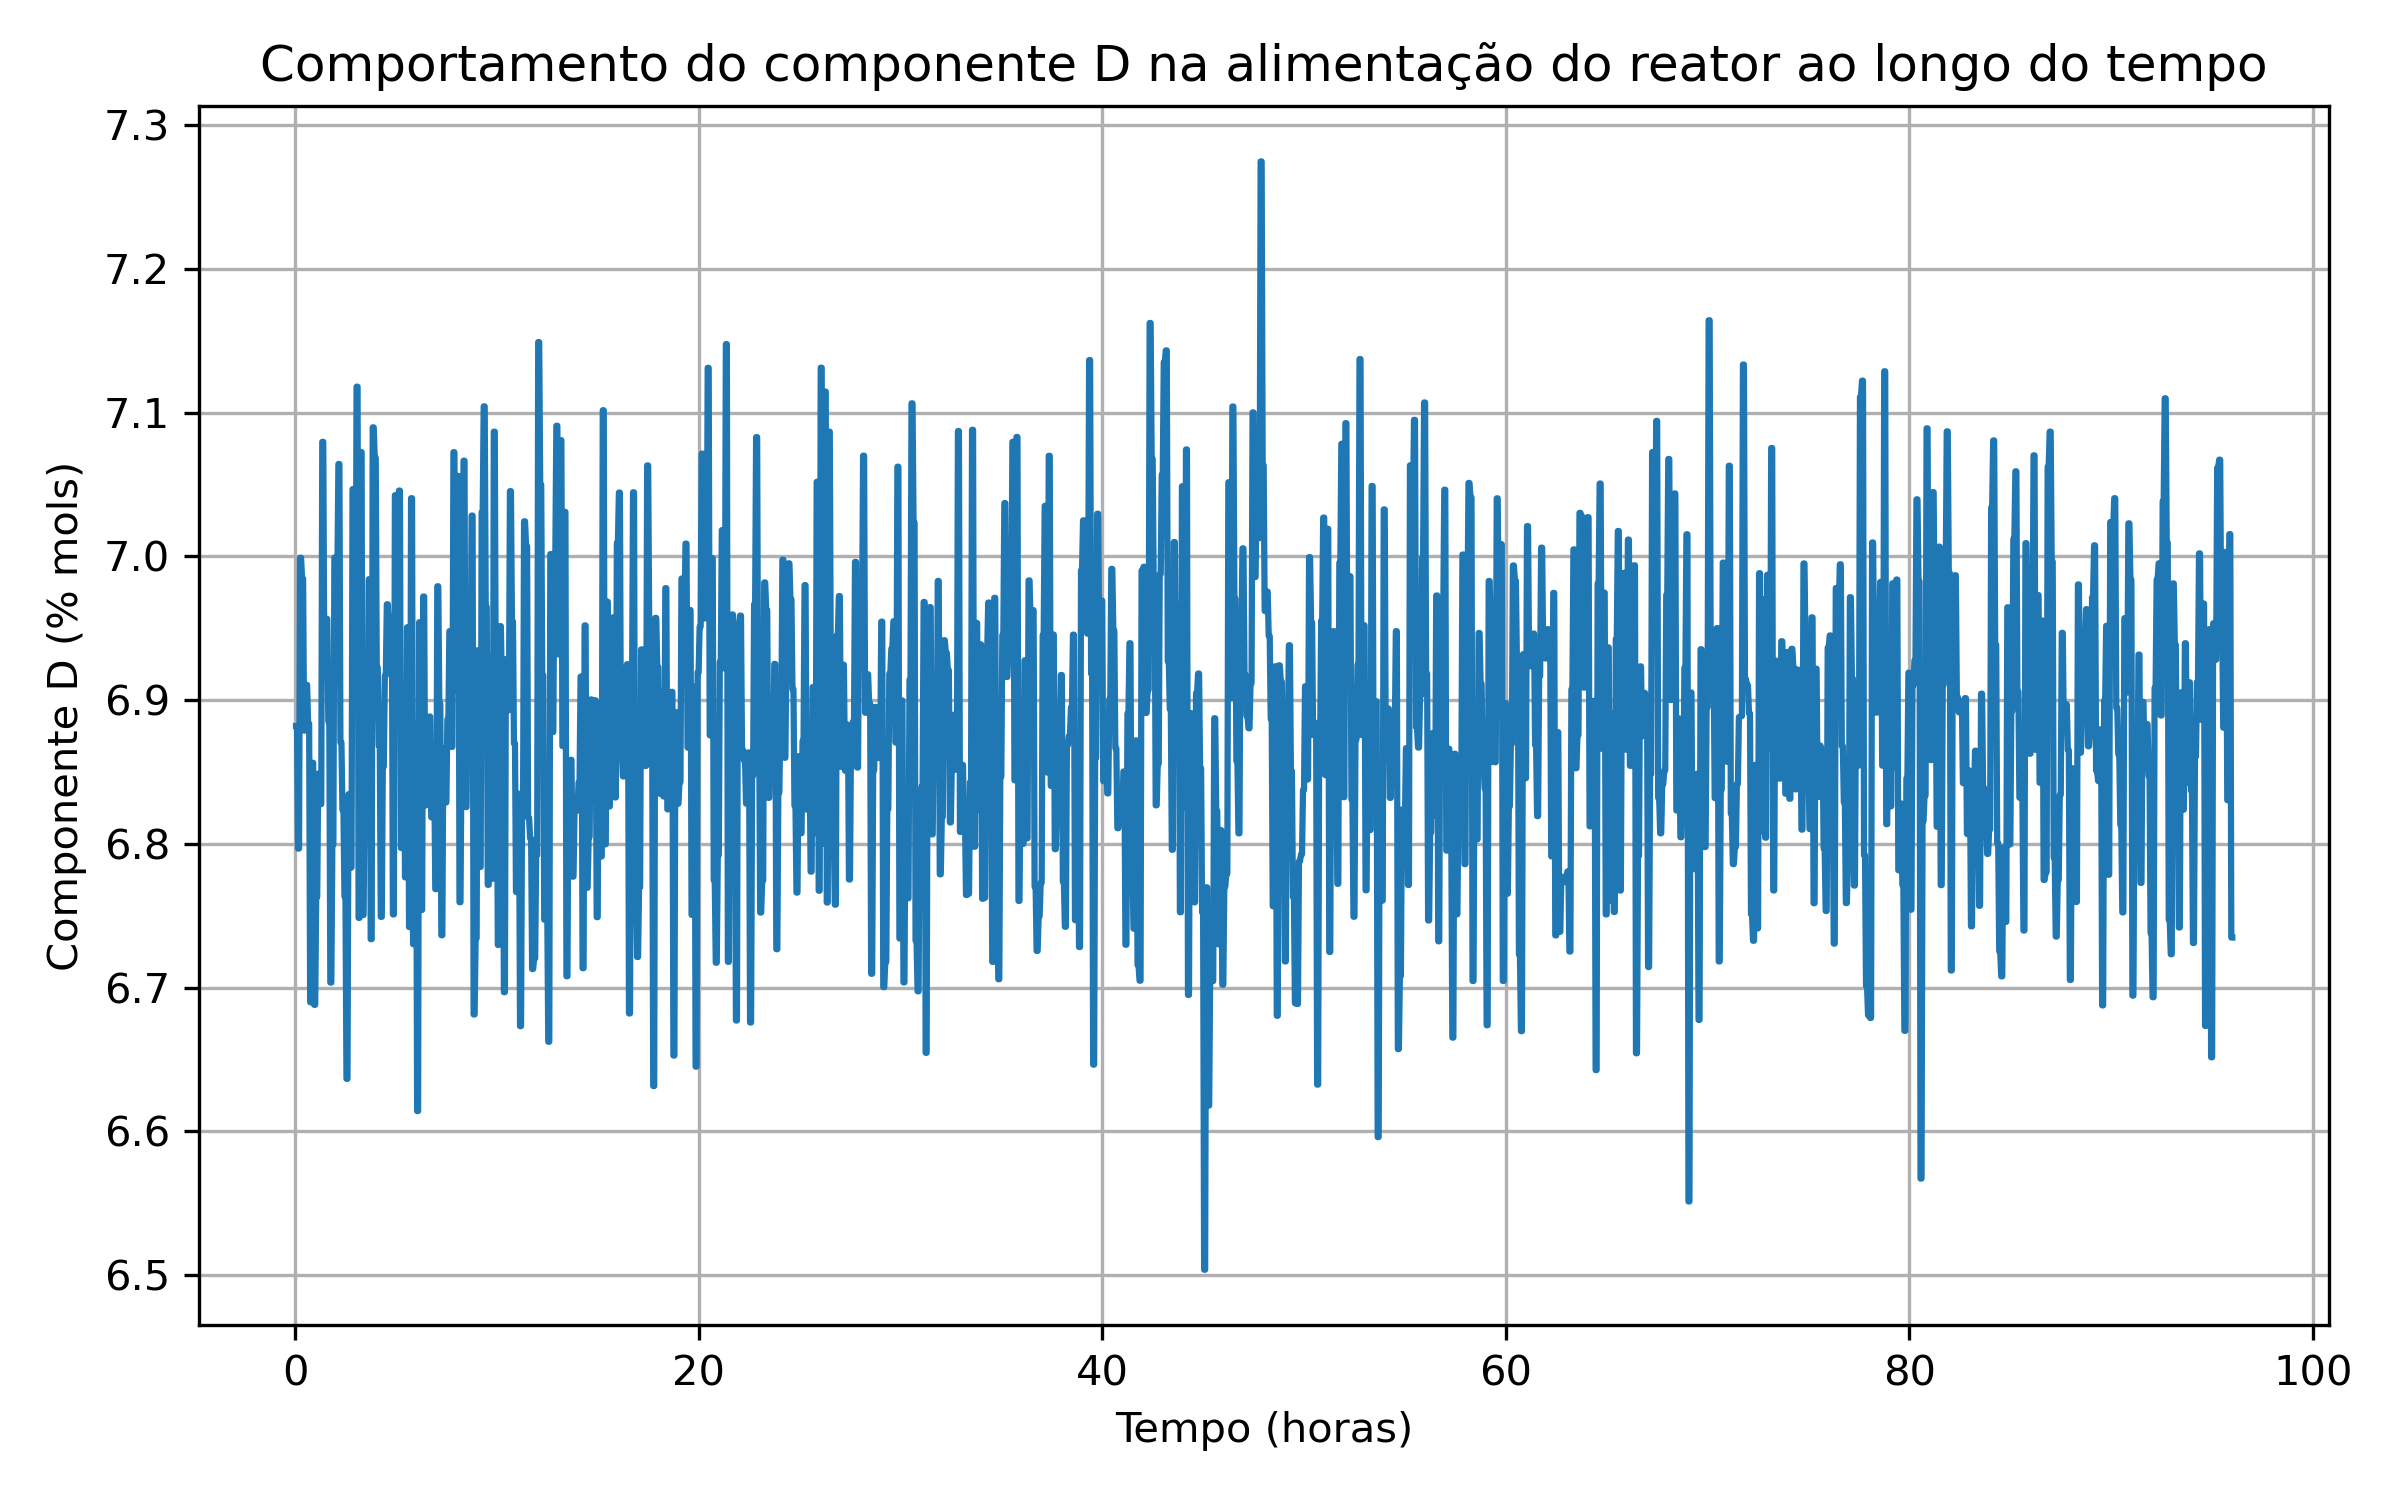 Comportamento do componente D na alimentação do reator ao longo do tempo
7.3
7.2
7.1
7.0
6.9
6.8
6.7
6.6
6.5
Componente D (% mols)
0 20 40 60 80 100
Tempo (horas)